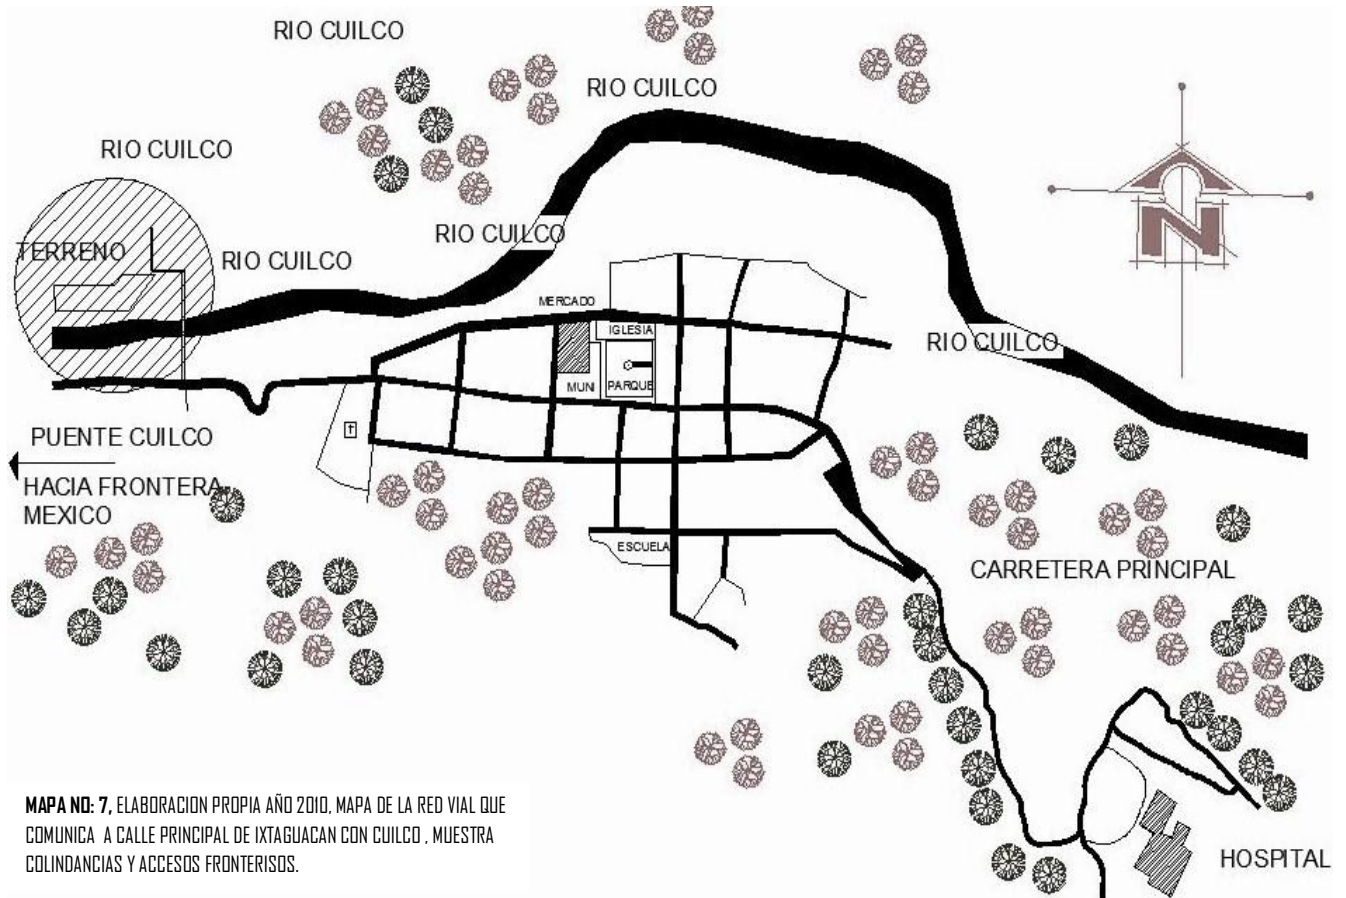 RIO CUILCO
RIO CUILCO
RIO CUILCO
RIO CUILCO
TERRENO
RIO CUILCO
N
MERCADO
IGLESIA
RIO CUILCO
MUNI
PARQUE
PUENTE CUILCO
HACIA FRONTERA
MEXICO
ESCUELA
CARRETERA PRINCIPAL
MAPA NO: 7, ELABORACION PROPIA AÑO 2010, MAPA DE LA RED VIAL QUE
COMUNICA A CALLE PRINCIPAL DE IXTAGUACAN CON CUILCO , MUESTRA
COLINDANCIAS Y ACCESOS FRONTERISOS.
HOSPITAL